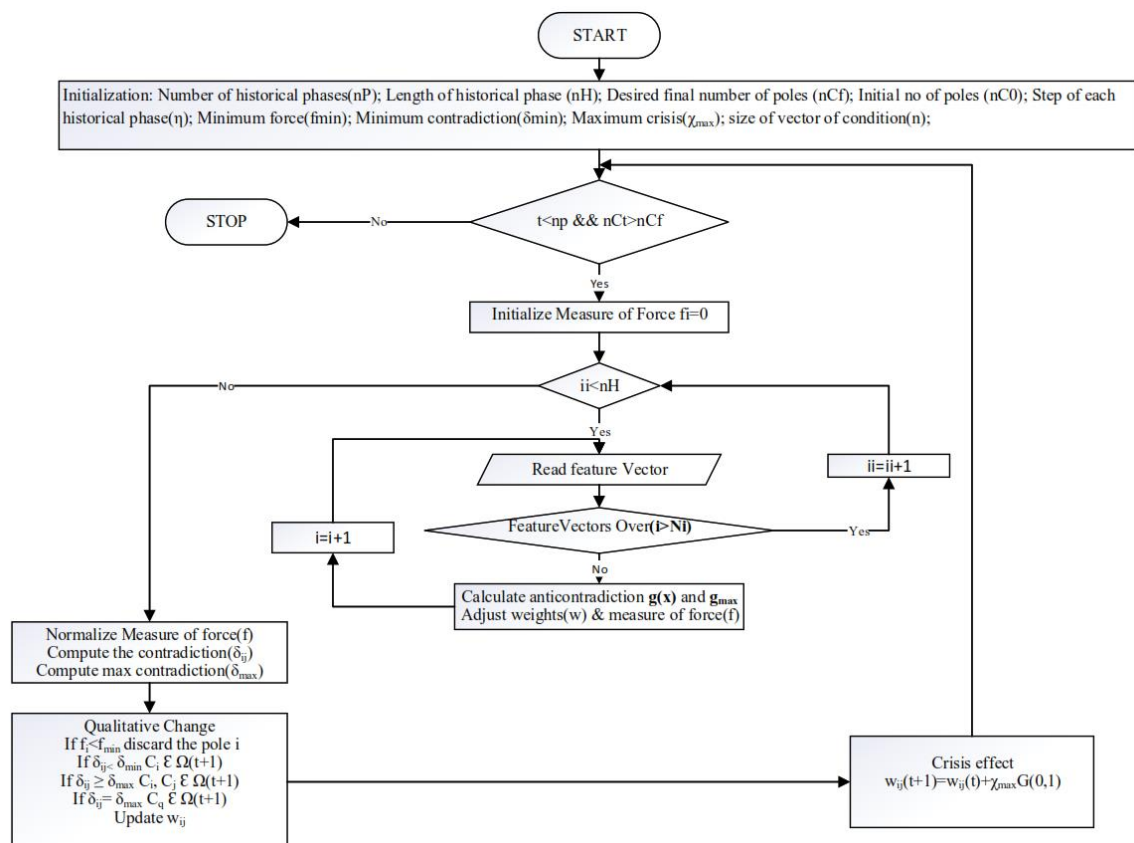 START
Initialization: Number of historical phases(nP); Length of historical phase (nH); Desired final number of poles (nCf); Initial no of poles (nC0); Step of each
historical phase(η); Minimum force(fmin); Minimum contradiction(δmin); Maximum crisis(χmax); size of vector of condition(n);
t<np && nCt>nCf
No
STOP
Yes
Initialize Measure of Force fi=0
ii<nH
No
Yes
Read feature Vector
ii=ii+1
FeatureVectors Over(i>Ni)
Yes
i=i+1
No
Calculate anticontradiction g(x) and gmax
Adjust weights(w) & measure of force(f)
Normalize Measure of force(f)
Compute the contradiction(δij)
Compute max contradiction(δmax)
Qualitative Change
If fi<fmin discard the pole i
If δij< δmin Ci Ɛ Ω(t+1)
If δij ≥ δmax Ci, Cj Ɛ Ω(t+1)
If δij= δmax Cq Ɛ Ω(t+1)
Update wij
Crisis effect
wij(t+1)=wij(t)+χmaxG(0,1)